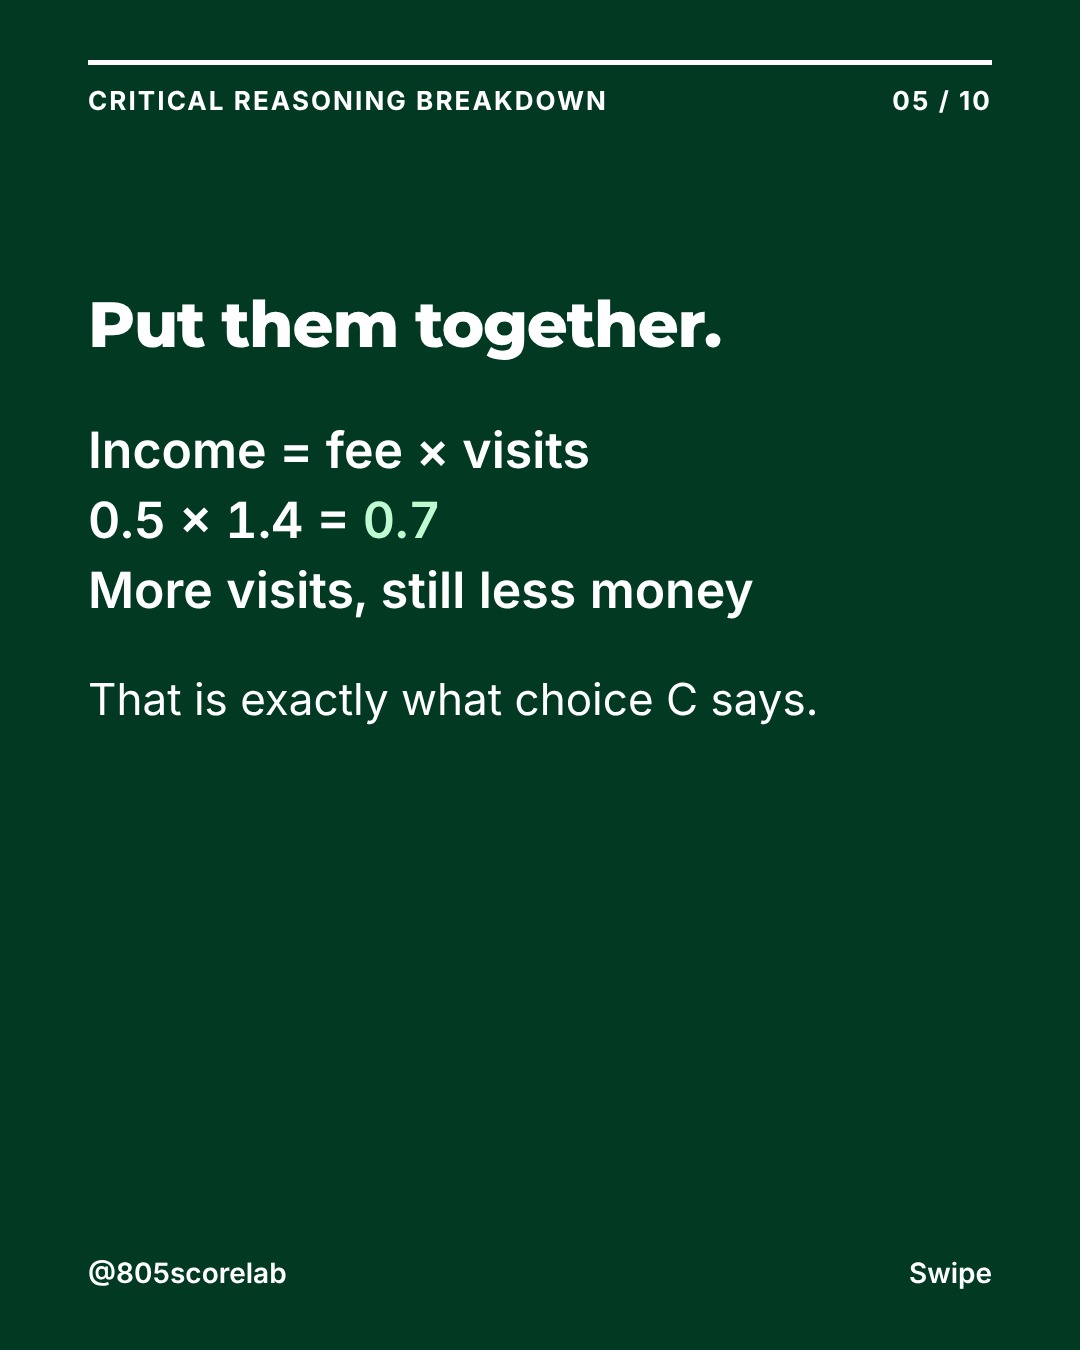 CRITICAL REASONING BREAKDOWN
05 / 10
Put them together.
Income = fee × visits
0.5 × 1.4 = 0.7
More visits, still less money
That is exactly what choice C says.
@805scorelab
Swipe